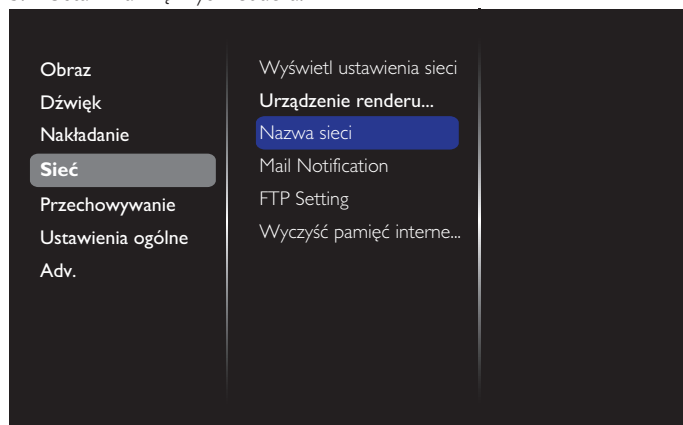 Obraz
Dźwięk
Nakładanie
Sieć
Przechowywanie
Ustawienia ogólne
Adv.
Wyświetl ustawienia sieci
Urządzenie renderu...
Nazwa sieci
Mail Notification
FTP Setting
Wyczyść pamięć interne...